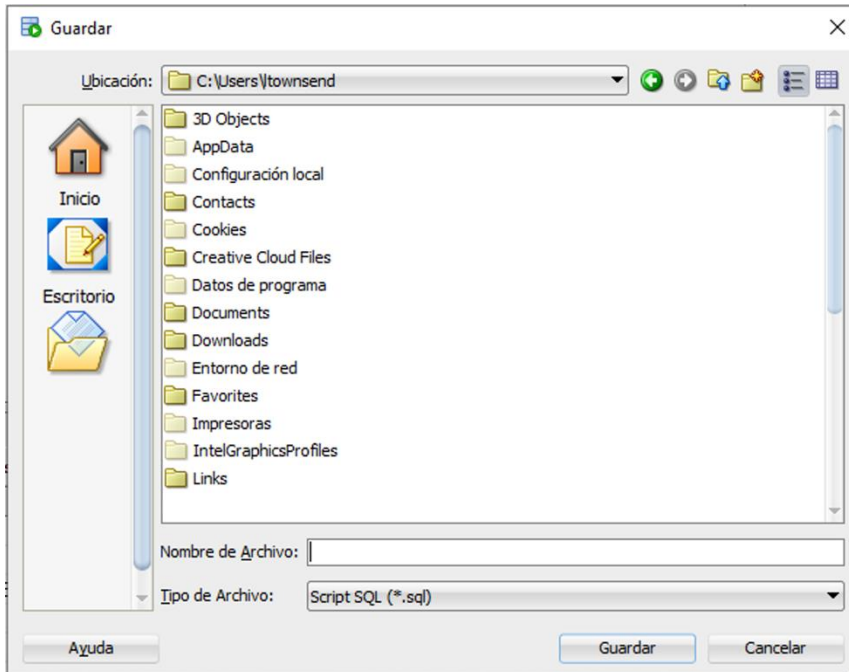 Guardar
Ubicación: C:\Users\ltownsend
Inicio
Escritorio
3D Objects
AppData
Configuración local
Contacts
Cookies
Creative Cloud Files
Datos de programa
Documents
Downloads
Entorno de red
Favorites
Impresoras
IntelGraphicsProfiles
Links
Nombre de Archivo:
Tipo de Archivo: Script SQL (*.sql)
Ayuda Guardar Cancelar